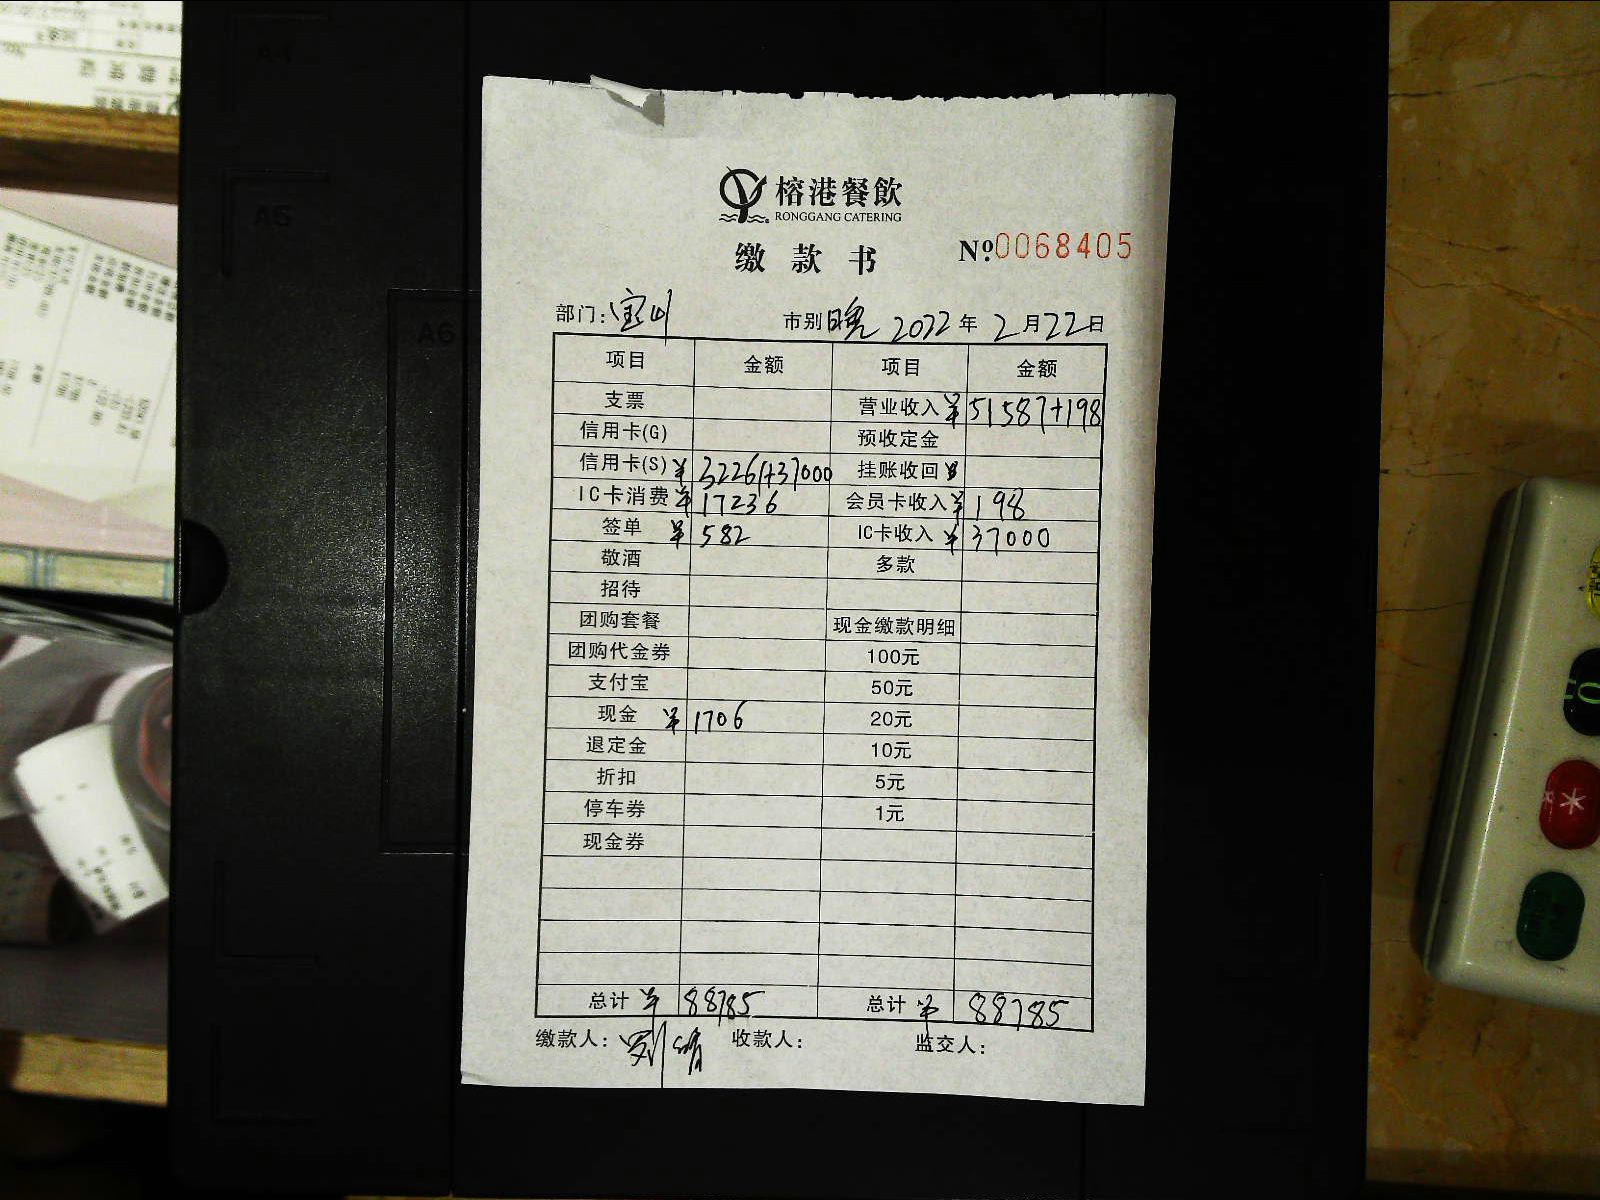 榕港餐飲
RONGGANG CATERING
缴款书 №0068405
部门: 市别晚 2022年2月22日
项目 金额 项目 金额
支票 营业收入 ¥51587+198
信用卡(G) 预收定金
信用卡(S) ¥32261+37000 挂账收回
IC卡消费 ¥17236 会员卡收入 ¥198
签单 ¥582 IC卡收入 ¥37000
敬酒 多款
招待
团购套餐 现金缴款明细
团购代金券 100元
支付宝 50元
现金 ¥1706 20元
退定金 10元
折扣 5元
停车券 1元
现金券
总计 ¥88785 总计 ¥88785
缴款人: 收款人: 监交人:
A4
A5
A6